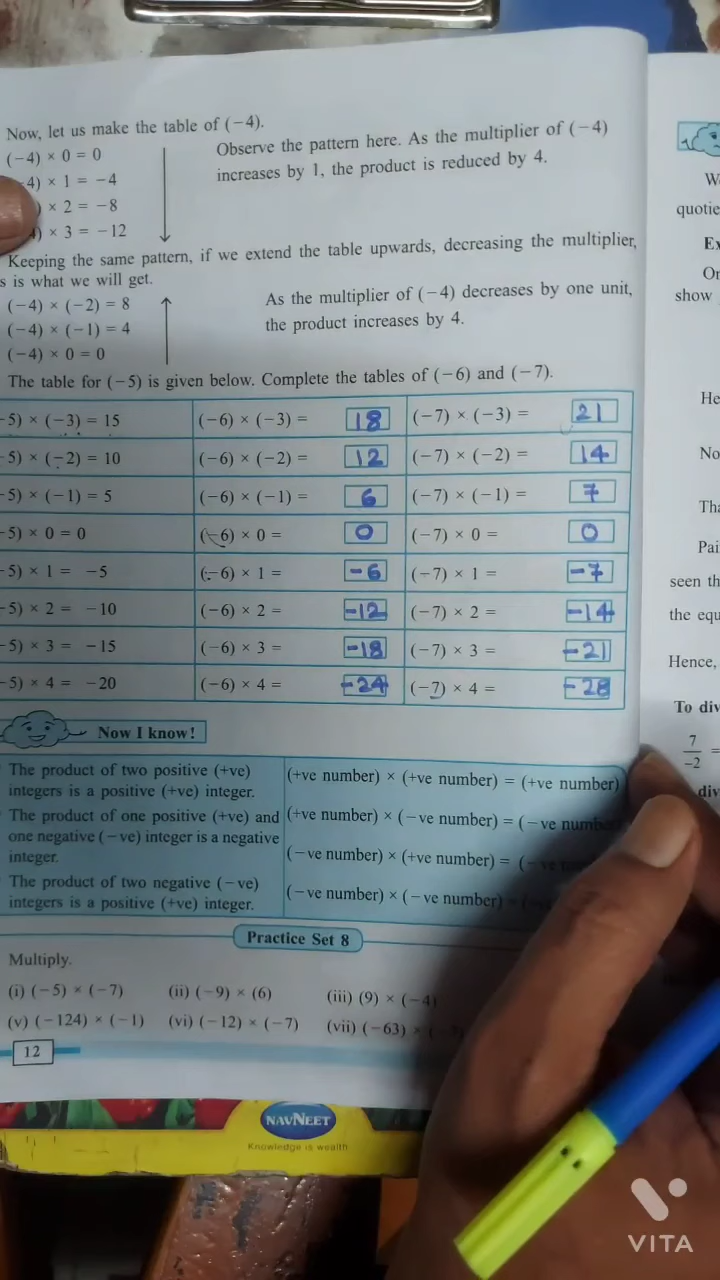 Now, let us make the table of (−4).
(−4) × 0 = 0
4) × 1 = −4
) × 2 = −8
) × 3 = −12
Observe the pattern here. As the multiplier of (−4)
increases by 1, the product is reduced by 4.
Keeping the same pattern, if we extend the table upwards, decreasing the multiplier,
s is what we will get.
(−4) × (−2) = 8
(−4) × (−1) = 4
(−4) × 0 = 0
As the multiplier of (−4) decreases by one unit,
the product increases by 4.
The table for (−5) is given below. Complete the tables of (−6) and (−7).
−5) × (−3) = 15 (−6) × (−3) = 18 (−7) × (−3) = 21
−5) × (−2) = 10 (−6) × (−2) = 12 (−7) × (−2) = 14
−5) × (−1) = 5 (−6) × (−1) = 6 (−7) × (−1) = 7
−5) × 0 = 0 (−6) × 0 = 0 (−7) × 0 = 0
−5) × 1 = −5 (−6) × 1 = −6 (−7) × 1 = −7
−5) × 2 = −10 (−6) × 2 = −12 (−7) × 2 = −14
−5) × 3 = −15 (−6) × 3 = −18 (−7) × 3 = −21
−5) × 4 = −20 (−6) × 4 = −24 (−7) × 4 = −28
Now I know!
The product of two positive (+ve)
integers is a positive (+ve) integer.
The product of one positive (+ve) and
one negative (−ve) integer is a negative
integer.
The product of two negative (−ve)
integers is a positive (+ve) integer.
(+ve number) × (+ve number) = (+ve number)
(+ve number) × (−ve number) = (−ve number
(−ve number) × (+ve number) = (−ve
(−ve number) × (−ve number) =
Practice Set 8
Multiply.
(i) (−5) × (−7) (ii) (−9) × (6) (iii) (9) × (−4)
(v) (−124) × (−1) (vi) (−12) × (−7) (vii) (−63) ×
12
NAVNEET
Knowledge is wealth
W
quotie
Ex
On
show
He
No
Tha
Pai
seen th
the equ
Hence,
To div
7
−2 =
div
VITA